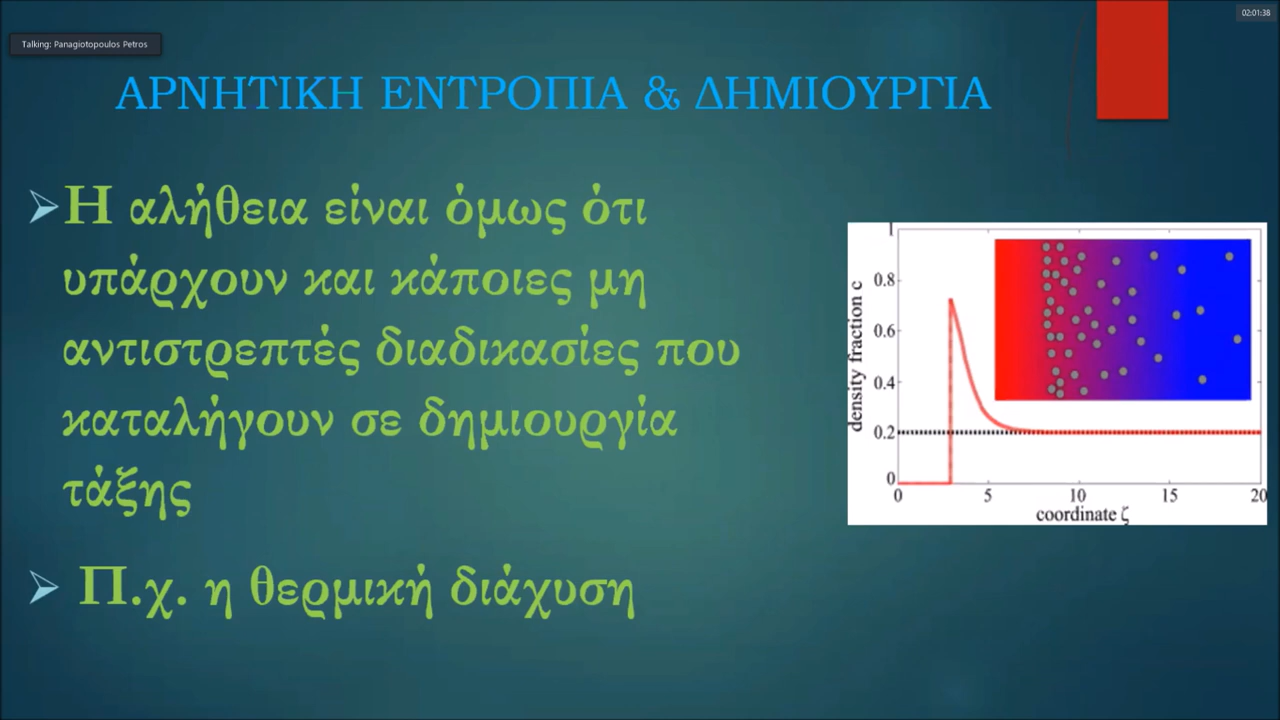 02:01:38
Talking: Panagiotopoulos Petros
ΑΡΝΗΤΙΚΗ ΕΝΤΡΟΠΙΑ & ΔΗΜΙΟΥΡΓΙΑ
Η αλήθεια είναι όμως ότι
υπάρχουν και κάποιες μη
αντιστρεπτές διαδικασίες που
καταλήγουν σε δημιουργία
τάξης
Π.χ. η θερμική διάχυση
density fraction c
1
0.8
0.6
0.4
0.2
0
0 5 10 15 20
coordinate ζ